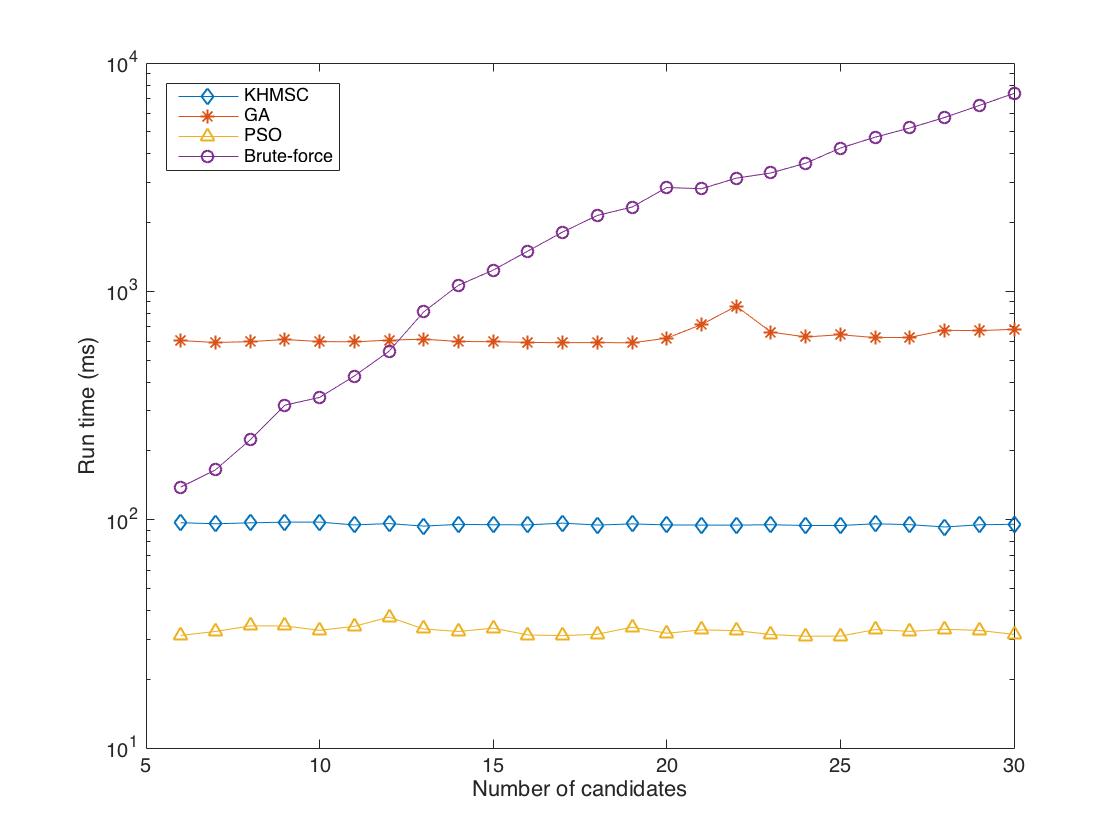 10^4
KHMSC
GA
PSO
Brute-force
10^3
Run time (ms)
10^2
10^1
5 10 15 20 25 30
Number of candidates